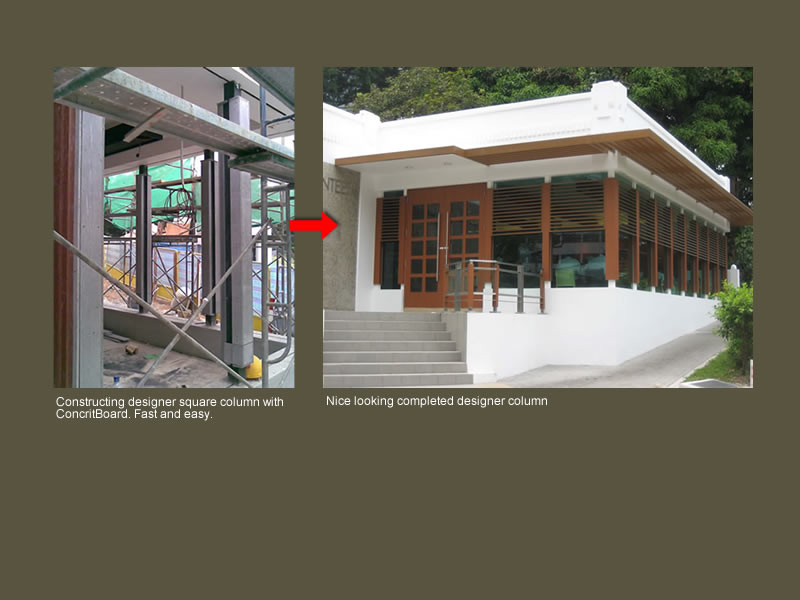 Constructing designer square column with
ConcritBoard. Fast and easy.
Nice looking completed designer column